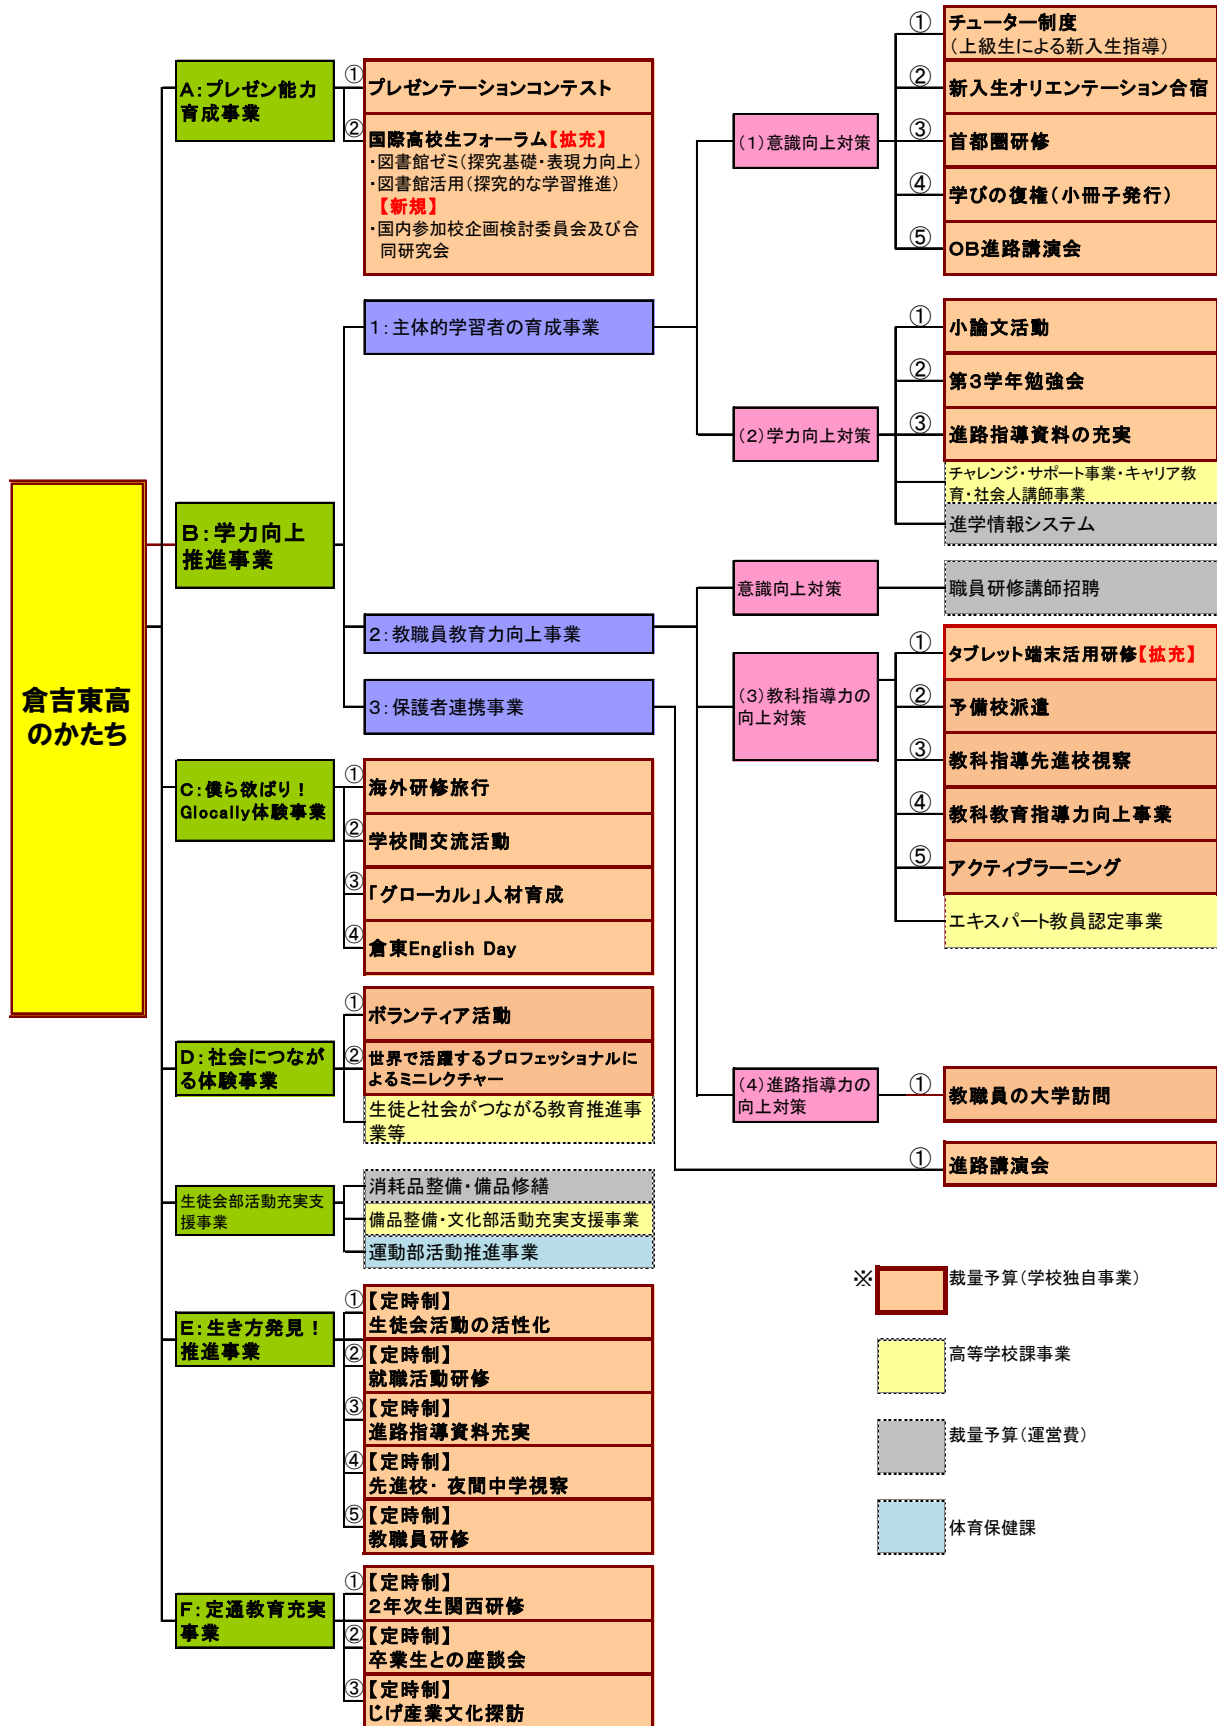 倉吉東高
のかたち
A：プレゼン能力
育成事業
①
プレゼンテーションコンテスト
②
国際高校生フォーラム【拡充】
・図書館ゼミ（探究基礎・表現力向上）
・図書館活用（探究的な学習推進）
【新規】
・国内参加校企画検討委員会及び合
同研究会
B：学力向上
推進事業
1：主体的学習者の育成事業
(1)意識向上対策
①
チューター制度
（上級生による新入生指導）
②
新入生オリエンテーション合宿
③
首都圏研修
④
学びの復権（小冊子発行）
⑤
OB進路講演会
(2)学力向上対策
①
小論文活動
②
第3学年勉強会
③
進路指導資料の充実
チャレンジ・サポート事業・キャリア教
育・社会人講師事業
進学情報システム
2：教職員教育力向上事業
意識向上対策
職員研修講師招聘
(3)教科指導力の
向上対策
①
タブレット端末活用研修【拡充】
②
予備校派遣
③
教科指導先進校視察
④
教科教育指導力向上事業
⑤
アクティブラーニング
エキスパート教員認定事業
(4)進路指導力の
向上対策
①
教職員の大学訪問
3：保護者連携事業
①
進路講演会
C：僕ら欲ばり！
Glocally体験事業
①
海外研修旅行
②
学校間交流活動
③
「グローカル」人材育成
④
倉東English Day
D：社会につなが
る体験事業
①
ボランティア活動
②
世界で活躍するプロフェッショナルに
よるミニレクチャー
生徒と社会がつながる教育推進事
業等
生徒会部活動充実支
援事業
消耗品整備・備品修繕
備品整備・文化部活動充実支援事業
運動部活動推進事業
E：生き方発見！
推進事業
①
【定時制】
生徒会活動の活性化
②
【定時制】
就職活動研修
③
【定時制】
進路指導資料充実
④
【定時制】
先進校・ 夜間中学視察
⑤
【定時制】
教職員研修
F：定通教育充実
事業
①
【定時制】
2年次生関西研修
②
【定時制】
卒業生との座談会
③
【定時制】
じげ産業文化探訪
※
裁量予算（学校独自事業）
高等学校課事業
裁量予算（運営費）
体育保健課